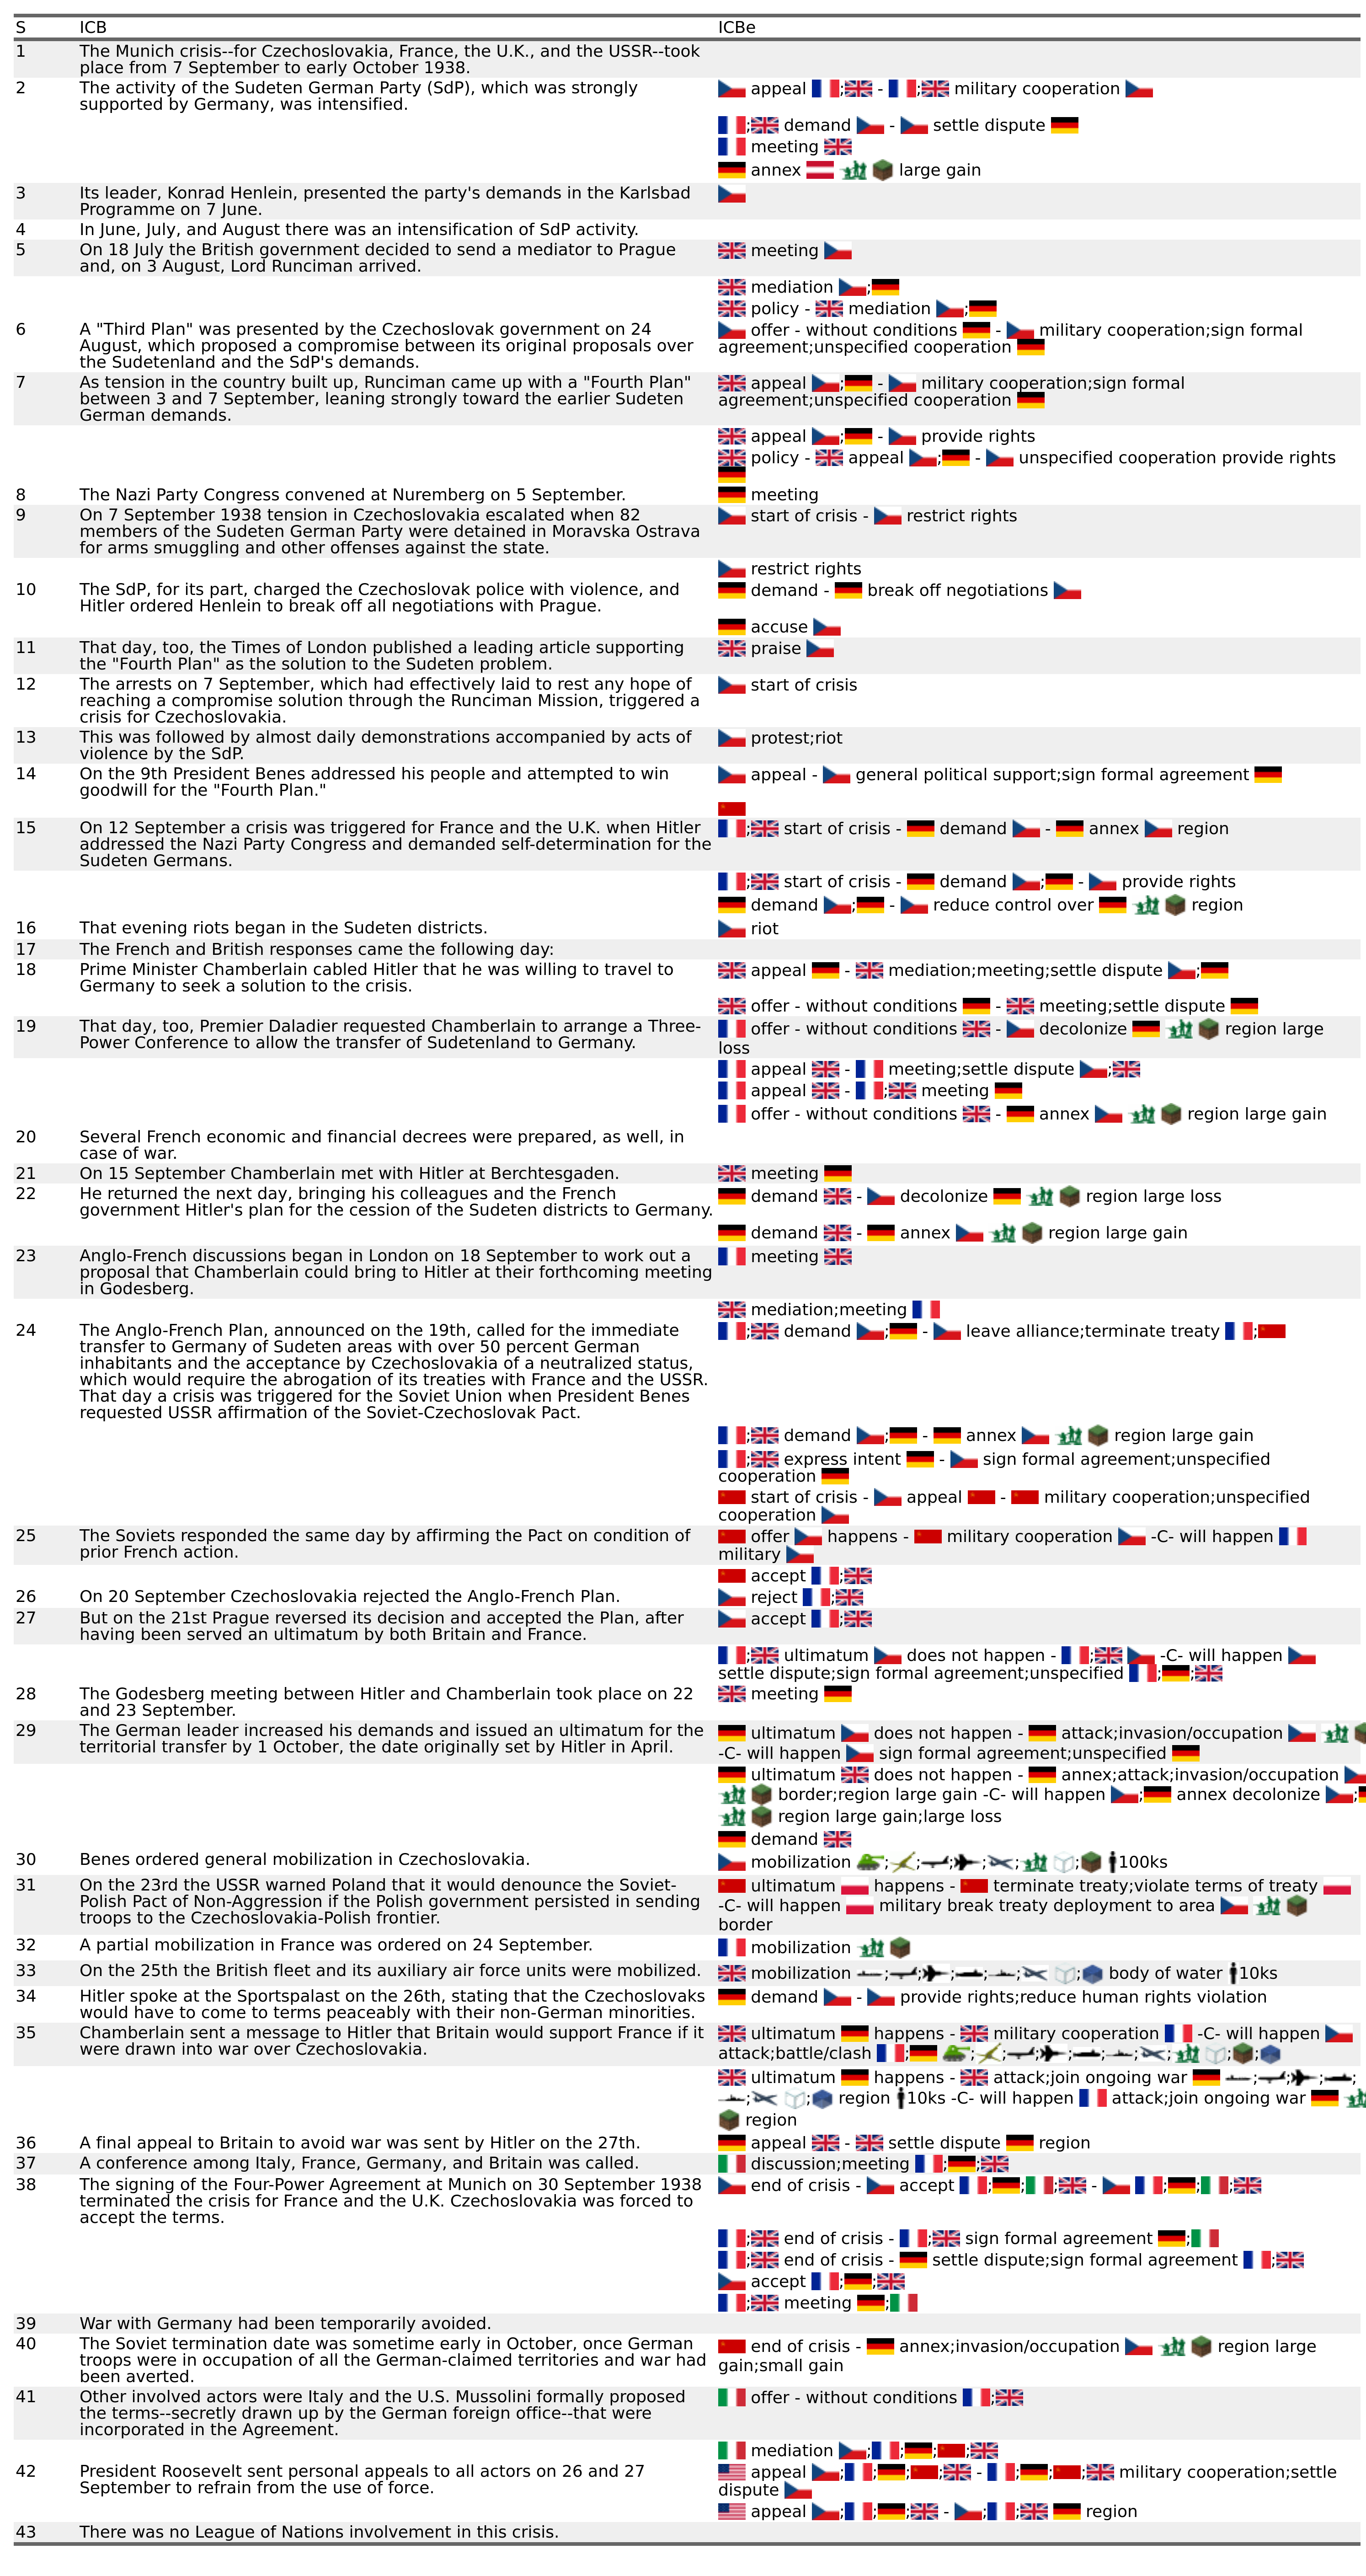 S ICB ICBe
1 The Munich crisis--for Czechoslovakia, France, the U.K., and the USSR--took
place from 7 September to early October 1938.
2 The activity of the Sudeten German Party (SdP), which was strongly appeal ; - ; military cooperation
supported by Germany, was intensified.
; demand - settle dispute
meeting
annex large gain
3 Its leader, Konrad Henlein, presented the party's demands in the Karlsbad
Programme on 7 June.
4 In June, July, and August there was an intensification of SdP activity.
5 On 18 July the British government decided to send a mediator to Prague meeting
and, on 3 August, Lord Runciman arrived.
mediation ;
policy - mediation ;
6 A "Third Plan" was presented by the Czechoslovak government on 24 offer - without conditions - military cooperation;sign formal
August, which proposed a compromise between its original proposals over agreement;unspecified cooperation
the Sudetenland and the SdP's demands.
7 As tension in the country built up, Runciman came up with a "Fourth Plan" appeal ; - military cooperation;sign formal
between 3 and 7 September, leaning strongly toward the earlier Sudeten agreement;unspecified cooperation
German demands.
appeal ; - provide rights
policy - appeal ; - unspecified cooperation provide rights
8 The Nazi Party Congress convened at Nuremberg on 5 September. meeting
9 On 7 September 1938 tension in Czechoslovakia escalated when 82 start of crisis - restrict rights
members of the Sudeten German Party were detained in Moravska Ostrava
for arms smuggling and other offenses against the state.
restrict rights
10 The SdP, for its part, charged the Czechoslovak police with violence, and demand - break off negotiations
Hitler ordered Henlein to break off all negotiations with Prague.
accuse
11 That day, too, the Times of London published a leading article supporting praise
the "Fourth Plan" as the solution to the Sudeten problem.
12 The arrests on 7 September, which had effectively laid to rest any hope of start of crisis
reaching a compromise solution through the Runciman Mission, triggered a
crisis for Czechoslovakia.
13 This was followed by almost daily demonstrations accompanied by acts of protest;riot
violence by the SdP.
14 On the 9th President Benes addressed his people and attempted to win appeal - general political support;sign formal agreement
goodwill for the "Fourth Plan."
15 On 12 September a crisis was triggered for France and the U.K. when Hitler ; start of crisis - demand - annex region
addressed the Nazi Party Congress and demanded self-determination for the
Sudeten Germans.
; start of crisis - demand ; - provide rights
demand ; - reduce control over region
16 That evening riots began in the Sudeten districts. riot
17 The French and British responses came the following day:
18 Prime Minister Chamberlain cabled Hitler that he was willing to travel to appeal - mediation;meeting;settle dispute ;
Germany to seek a solution to the crisis.
offer - without conditions - meeting;settle dispute
19 That day, too, Premier Daladier requested Chamberlain to arrange a Three- offer - without conditions - decolonize region large
Power Conference to allow the transfer of Sudetenland to Germany. loss
appeal - meeting;settle dispute ;
appeal - ; meeting
offer - without conditions - annex region large gain
20 Several French economic and financial decrees were prepared, as well, in
case of war.
21 On 15 September Chamberlain met with Hitler at Berchtesgaden. meeting
22 He returned the next day, bringing his colleagues and the French demand - decolonize region large loss
government Hitler's plan for the cession of the Sudeten districts to Germany.
demand - annex region large gain
23 Anglo-French discussions began in London on 18 September to work out a meeting
proposal that Chamberlain could bring to Hitler at their forthcoming meeting
in Godesberg.
mediation;meeting
24 The Anglo-French Plan, announced on the 19th, called for the immediate ; demand ; - leave alliance;terminate treaty ;
transfer to Germany of Sudeten areas with over 50 percent German
inhabitants and the acceptance by Czechoslovakia of a neutralized status,
which would require the abrogation of its treaties with France and the USSR.
That day a crisis was triggered for the Soviet Union when President Benes
requested USSR affirmation of the Soviet-Czechoslovak Pact.
; demand ; - annex region large gain
; express intent - sign formal agreement;unspecified
cooperation
start of crisis - appeal - military cooperation;unspecified
cooperation
25 The Soviets responded the same day by affirming the Pact on condition of offer happens - military cooperation -C- will happen
prior French action. military
accept ;
26 On 20 September Czechoslovakia rejected the Anglo-French Plan. reject ;
27 But on the 21st Prague reversed its decision and accepted the Plan, after accept ;
having been served an ultimatum by both Britain and France.
; ultimatum does not happen - ; -C- will happen
settle dispute;sign formal agreement;unspecified ; ;
28 The Godesberg meeting between Hitler and Chamberlain took place on 22 meeting
and 23 September.
29 The German leader increased his demands and issued an ultimatum for the ultimatum does not happen - attack;invasion/occupation
territorial transfer by 1 October, the date originally set by Hitler in April. -C- will happen sign formal agreement;unspecified
ultimatum does not happen - annex;attack;invasion/occupation
border;region large gain -C- will happen ; annex decolonize ;
region large gain;large loss
demand
30 Benes ordered general mobilization in Czechoslovakia. mobilization ; ; ; ; ; ; ; 100ks
31 On the 23rd the USSR warned Poland that it would denounce the Soviet- ultimatum happens - terminate treaty;violate terms of treaty
Polish Pact of Non-Aggression if the Polish government persisted in sending -C- will happen military break treaty deployment to area
troops to the Czechoslovakia-Polish frontier. border
32 A partial mobilization in France was ordered on 24 September. mobilization
33 On the 25th the British fleet and its auxiliary air force units were mobilized. mobilization ; ; ; ; ; ; body of water 10ks
34 Hitler spoke at the Sportspalast on the 26th, stating that the Czechoslovaks demand - provide rights;reduce human rights violation
would have to come to terms peaceably with their non-German minorities.
35 Chamberlain sent a message to Hitler that Britain would support France if it ultimatum happens - military cooperation -C- will happen
were drawn into war over Czechoslovakia. attack;battle/clash ; ; ; ; ; ; ; ; ; ; ;
ultimatum happens - attack;join ongoing war ; ; ; ;
; ; ; region 10ks -C- will happen attack;join ongoing war
region
36 A final appeal to Britain to avoid war was sent by Hitler on the 27th. appeal - settle dispute region
37 A conference among Italy, France, Germany, and Britain was called. discussion;meeting ; ;
38 The signing of the Four-Power Agreement at Munich on 30 September 1938 end of crisis - accept ; ; ; - ; ; ;
terminated the crisis for France and the U.K. Czechoslovakia was forced to
accept the terms.
; end of crisis - ; sign formal agreement ;
; end of crisis - settle dispute;sign formal agreement ;
accept ; ;
; meeting ;
39 War with Germany had been temporarily avoided.
40 The Soviet termination date was sometime early in October, once German end of crisis - annex;invasion/occupation region large
troops were in occupation of all the German-claimed territories and war had gain;small gain
been averted.
41 Other involved actors were Italy and the U.S. Mussolini formally proposed offer - without conditions ;
the terms--secretly drawn up by the German foreign office--that were
incorporated in the Agreement.
mediation ; ; ; ;
42 President Roosevelt sent personal appeals to all actors on 26 and 27 appeal ; ; ; ; - ; ; ; military cooperation;settle
September to refrain from the use of force. dispute
appeal ; ; ; - ; ; region
43 There was no League of Nations involvement in this crisis.